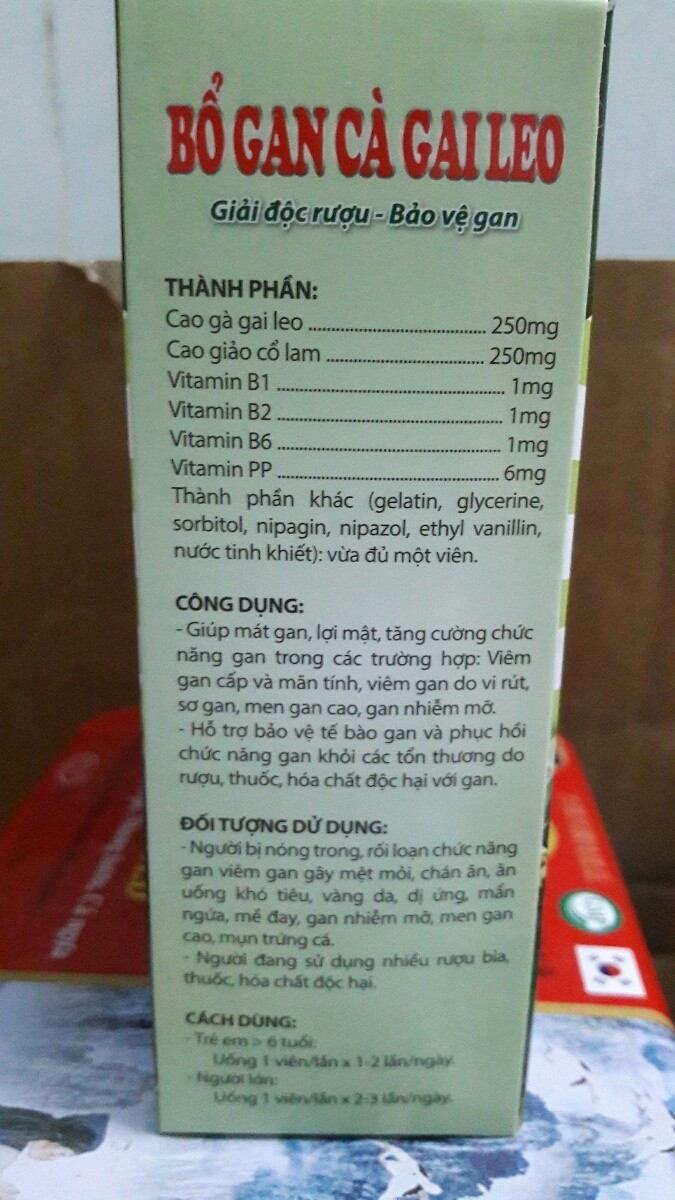 BỔ GAN CÀ GAI LEO
Giải độc rượu - Bảo vệ gan
THÀNH PHẦN:
Cao gà gai leo ........................................ 250mg
Cao giảo cổ lam ................................... 250mg
Vitamin B1 .................................................. 1mg
Vitamin B2 .................................................. 1mg
Vitamin B6 .................................................. 1mg
Vitamin PP .................................................. 6mg
Thành phần khác (gelatin, glycerine,
sorbitol, nipagin, nipazol, ethyl vanillin,
nước tinh khiết): vừa đủ một viên.
CÔNG DỤNG:
- Giúp mát gan, lợi mật, tăng cường chức
năng gan trong các trường hợp: Viêm
gan cấp và mãn tính, viêm gan do vi rút,
sơ gan, men gan cao, gan nhiễm mỡ.
- Hỗ trợ bảo vệ tế bào gan và phục hồi
chức năng gan khỏi các tổn thương do
rượu, thuốc, hóa chất độc hại với gan.
ĐỐI TƯỢNG DỬ DỤNG:
- Người bị nóng trong, rối loạn chức năng
gan viêm gan gây mệt mỏi, chán ăn, ăn
uống khó tiêu, vàng da, dị ứng, mẩn
ngứa, mề đay, gan nhiễm mỡ, men gan
cao, mụn trứng cá.
- Người đang sử dụng nhiều rượu bia,
thuốc, hóa chất độc hại.
CÁCH DÙNG:
- Trẻ em > 6 tuổi:
Uống 1 viên/lần x 1-2 lần/ngày.
- Người lớn:
Uống 1 viên/lần x 2-3 lần/ngày.